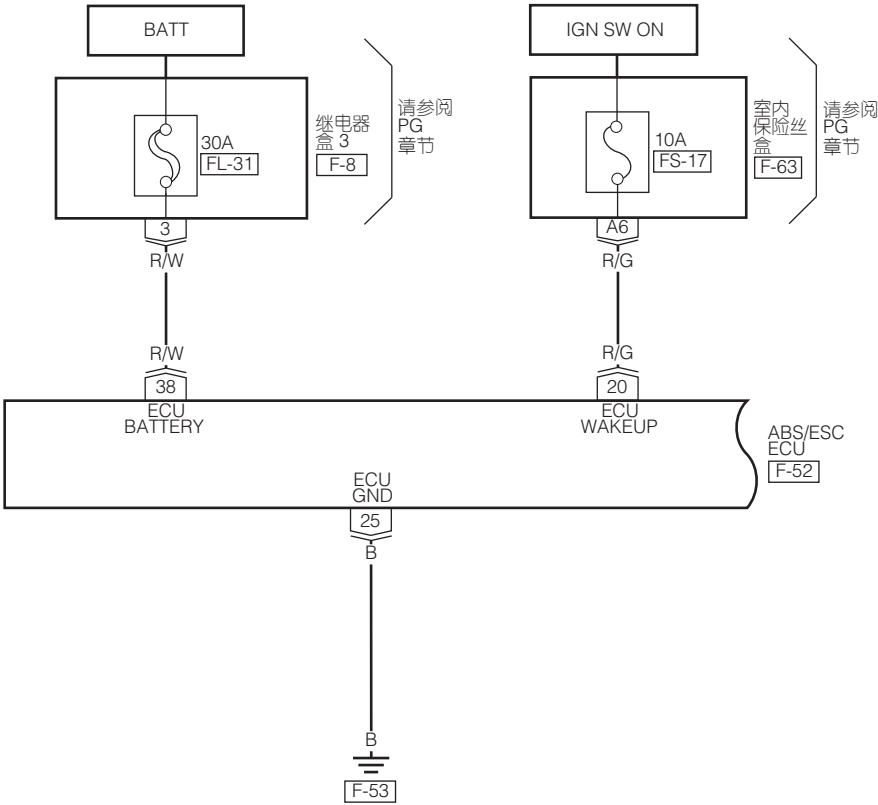 BATT
IGN SW ON
30A
FL-31
继电器
盒 3
F-8
请参阅
PG
章节
10A
FS-17
室内
保险丝
盒
F-63
请参阅
PG
章节
3
A6
R/W
R/G
R/W
R/G
38
20
ECU
BATTERY
ECU
WAKEUP
ABS/ESC
ECU
F-52
ECU
GND
25
B
B
F-53